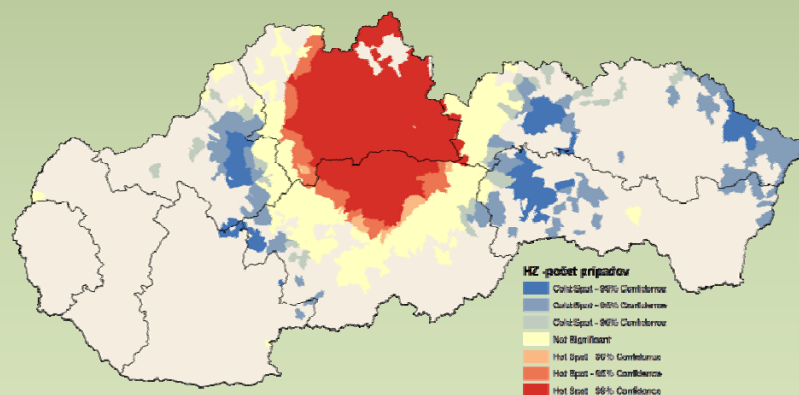 HZ -počet prípadov
Cold Spot - 99% Confidence
Cold Spot - 95% Confidence
Cold Spot - 90% Confidence
Not Significant
Hot Spot - 90% Confidence
Hot Spot - 95% Confidence
Hot Spot - 99% Confidence